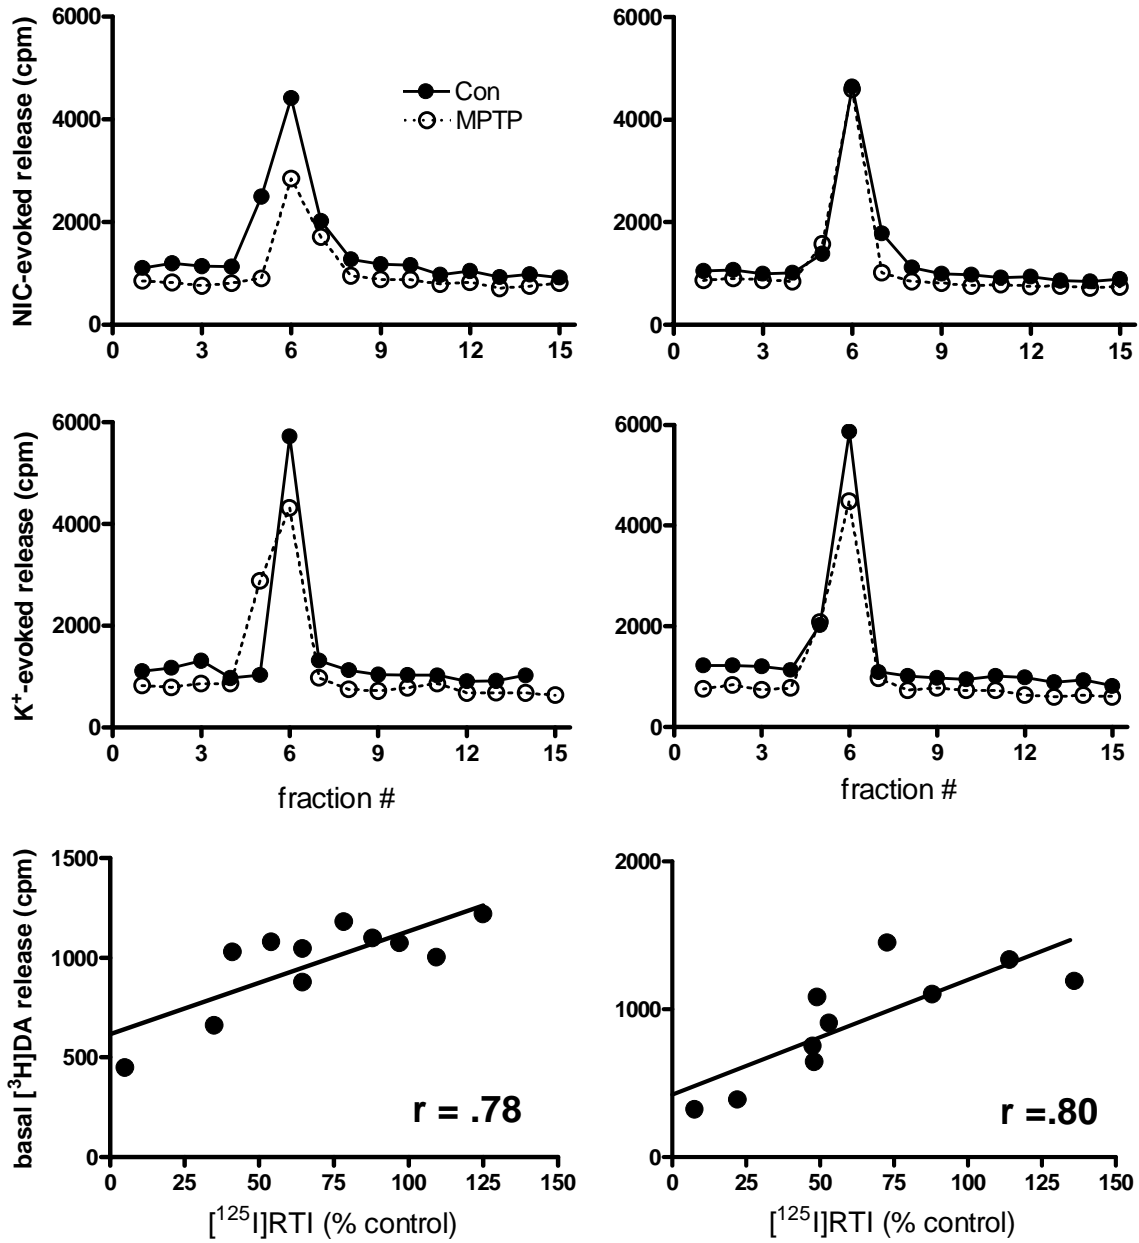 NIC-evoked release (cpm)
6000
4000
2000
0
0 3 6 9 12 15
Con
MPTP
6000
4000
2000
0
0 3 6 9 12 15
K⁺-evoked release (cpm)
6000
4000
2000
0
0 3 6 9 12 15
fraction #
6000
4000
2000
0
0 3 6 9 12 15
fraction #
basal [³H]DA release (cpm)
1500
1000
500
0
0 25 50 75 100 125 150
r = .78
[¹²⁵I]RTI (% control)
2000
1000
0
0 25 50 75 100 125 150
r =.80
[¹²⁵I]RTI (% control)